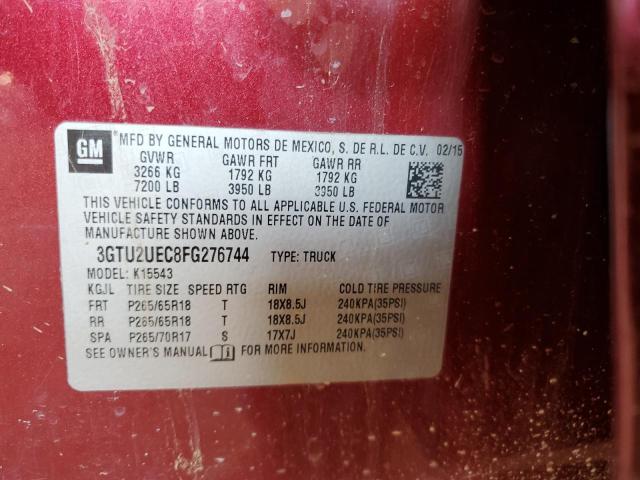 GM MFD BY GENERAL MOTORS DE MEXICO, S. DE R.L. DE C.V. 02/15
GVWR GAWR FRT GAWR RR
3266 KG 1792 KG 1792 KG
7200 LB 3950 LB 3950 LB
THIS VEHICLE CONFORMS TO ALL APPLICABLE U.S. FEDERAL MOTOR
VEHICLE SAFETY STANDARDS IN EFFECT ON THE DATE OF
MANUFACTURE SHOWN ABOVE.
3GTU2UEC8FG276744 TYPE: TRUCK
MODEL: K15543
KGJL TIRE SIZE SPEED RTG RIM COLD TIRE PRESSURE
FRT P265/65R18 T 18X8.5J 240KPA(35PSI)
RR P265/65R18 T 18X8.5J 240KPA(35PSI)
SPA P265/70R17 S 17X7J 240KPA(35PSI)
SEE OWNER'S MANUAL FOR MORE INFORMATION.